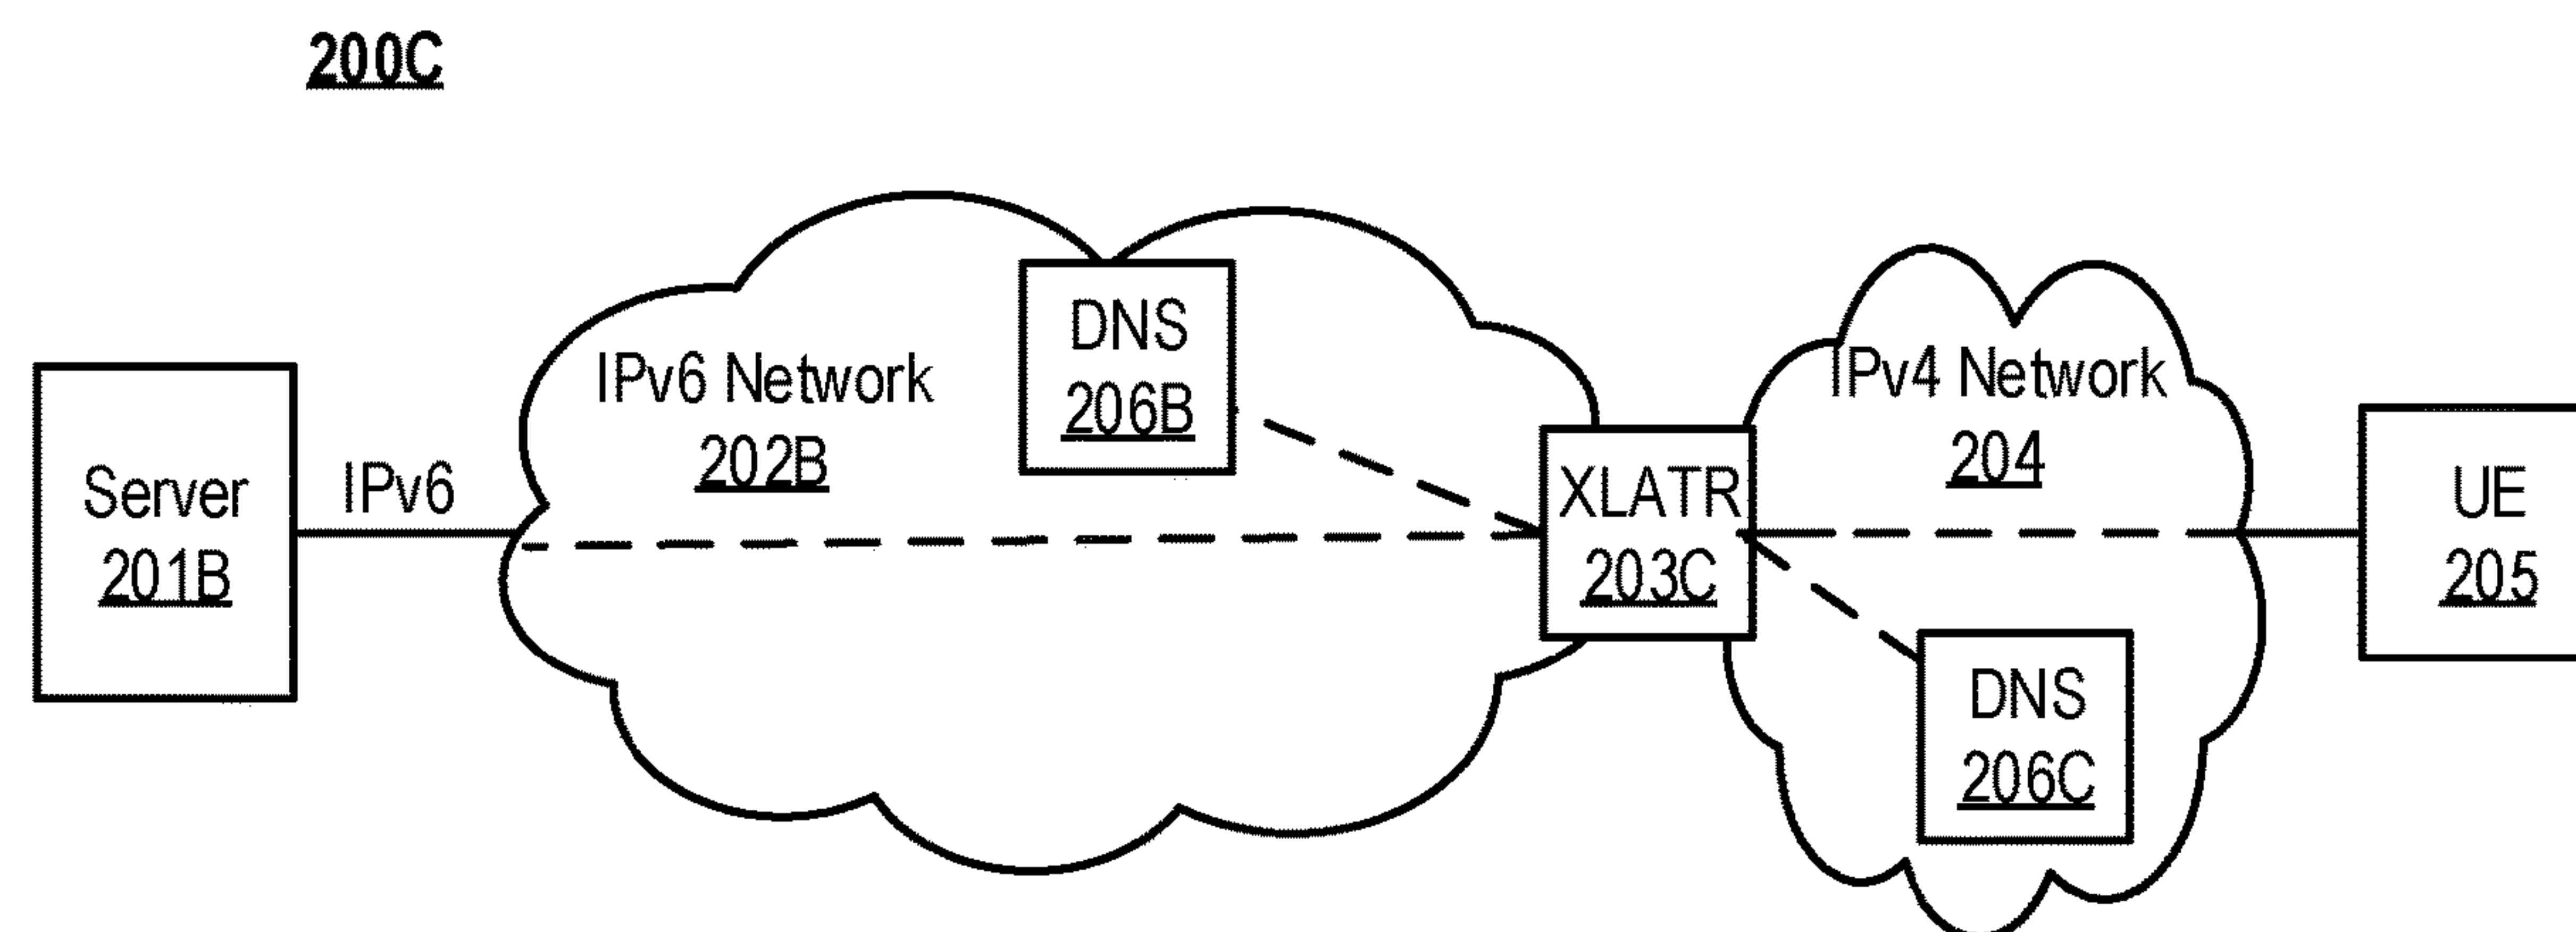 200C
Server
201B
IPv6
IPv6 Network
202B
DNS
206B
XLATR
203C
IPv4 Network
204
DNS
206C
UE
205